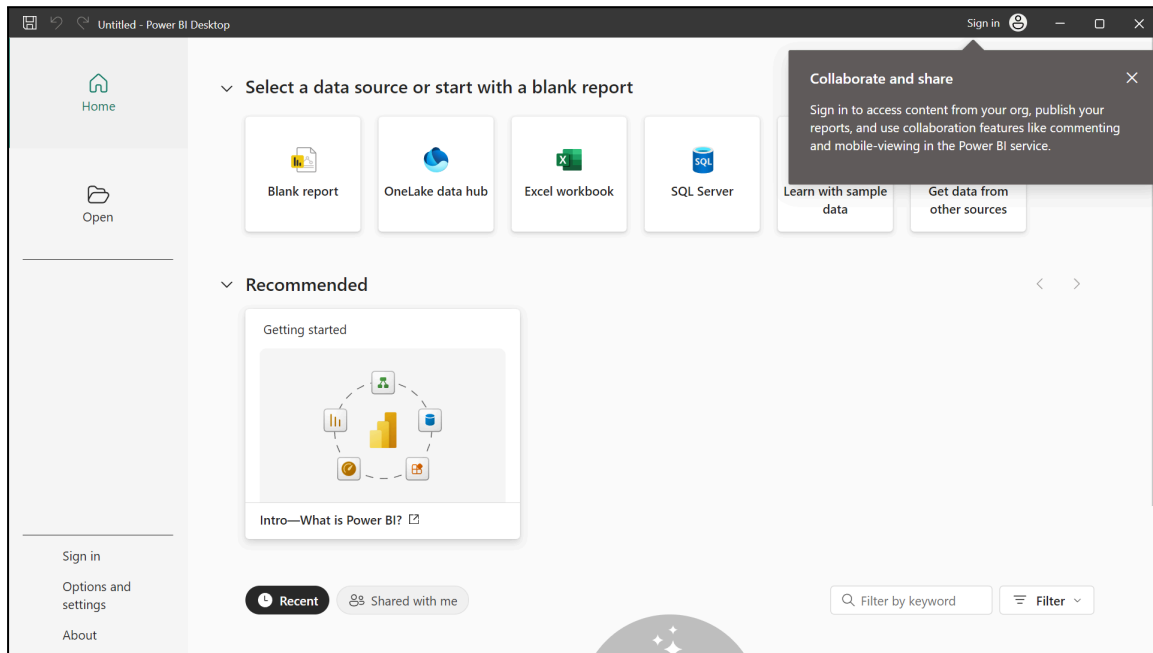 Untitled - Power BI Desktop
Sign in
Home
Open
Sign in
Options and
settings
About
Select a data source or start with a blank report
Blank report
OneLake data hub
Excel workbook
SQL
SQL Server
Learn with sample
data
Get data from
other sources
Collaborate and share
Sign in to access content from your org, publish your
reports, and use collaboration features like commenting
and mobile-viewing in the Power BI service.
Recommended
Getting started
Intro—What is Power BI?
Recent
Shared with me
Filter by keyword
Filter